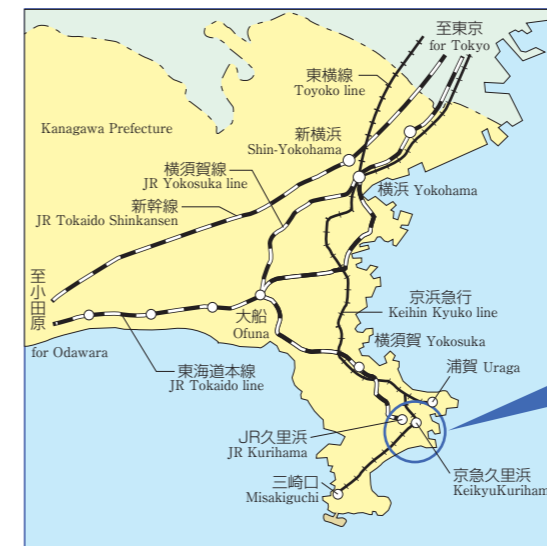 至東京
for Tokyo
東横線
Toyoko line
Kanagawa Prefecture
新横浜
Shin-Yokohama
横須賀線
JR Yokosuka line
横浜 Yokohama
新幹線
JR Tokaido Shinkansen
至小田原
for Odawara
大船
Ofuna
京浜急行
Keihin Kyuko line
横須賀 Yokosuka
東海道本線
JR Tokaido line
浦賀 Uraga
JR久里浜
JR Kurihama
京急久里浜
KeikyuKuriham
三崎口
Misakiguchi